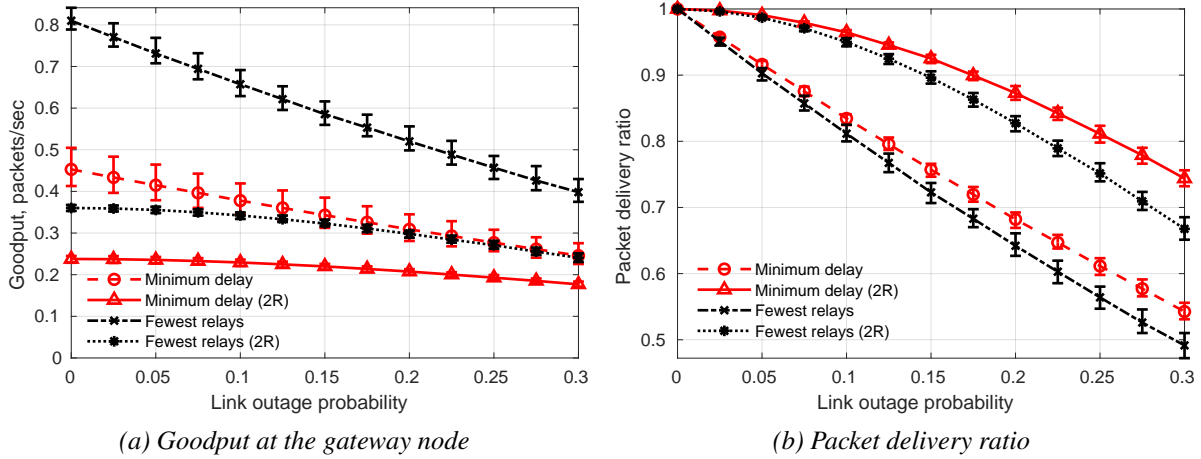 0.8
0.7
0.6
0.5
0.4
0.3
0.2
0.1
0
Goodput, packets/sec
Minimum delay
Minimum delay (2R)
Fewest relays
Fewest relays (2R)
0 0.05 0.1 0.15 0.2 0.25 0.3
Link outage probability
(a) Goodput at the gateway node
1
0.9
0.8
0.7
0.6
0.5
Packet delivery ratio
Minimum delay
Minimum delay (2R)
Fewest relays
Fewest relays (2R)
0 0.05 0.1 0.15 0.2 0.25 0.3
Link outage probability
(b) Packet delivery ratio